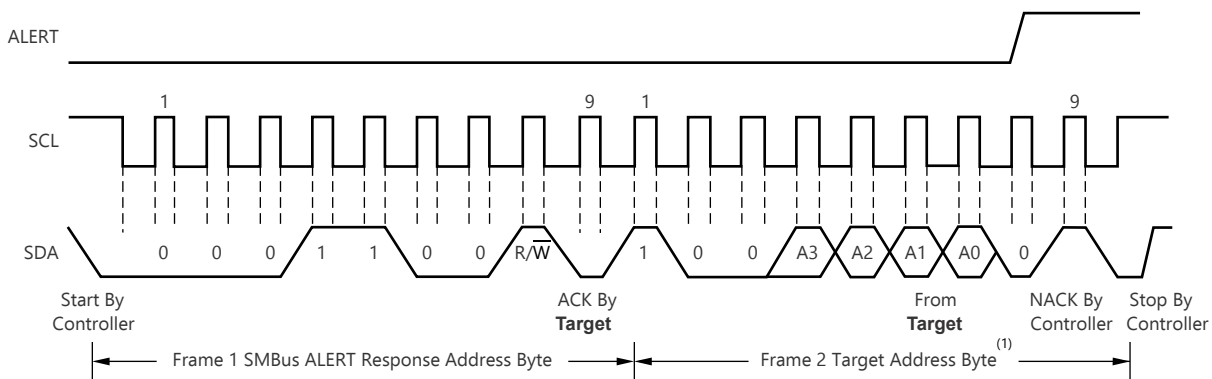 ALERT
1 9 1 9
SCL
SDA 0 0 0 1 1 0 0 R/W̅ 1 0 0 A3 A2 A1 A0 0
Start By Controller
ACK By Target
From Target
NACK By Controller
Stop By Controller
Frame 1 SMBus ALERT Response Address Byte
Frame 2 Target Address Byte(1)